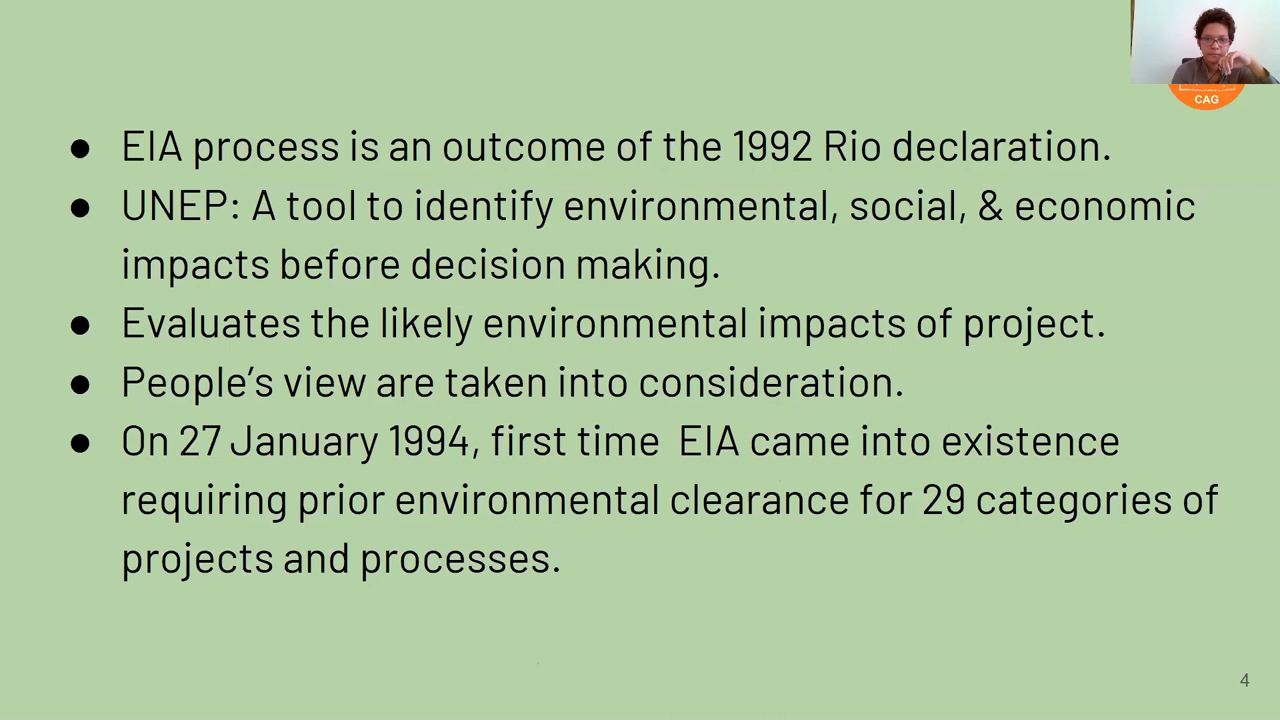 CAG
● EIA process is an outcome of the 1992 Rio declaration.
● UNEP: A tool to identify environmental, social, & economic
impacts before decision making.
● Evaluates the likely environmental impacts of project.
● People’s view are taken into consideration.
● On 27 January 1994, first time  EIA came into existence
requiring prior environmental clearance for 29 categories of
projects and processes.
4